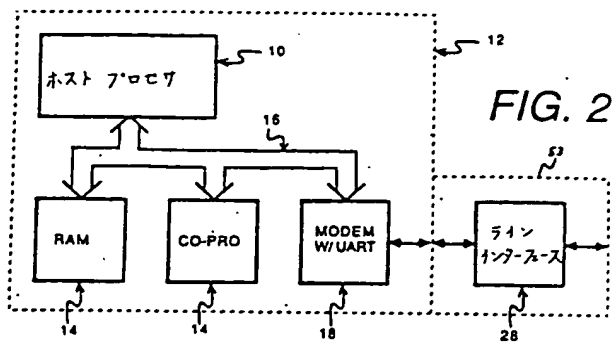 10
12
ホスト プロセサ
FIG. 2
16
53
RAM
CO-PRO
MODEM
W/UART
ライン
インターフェース
14
14
18
28